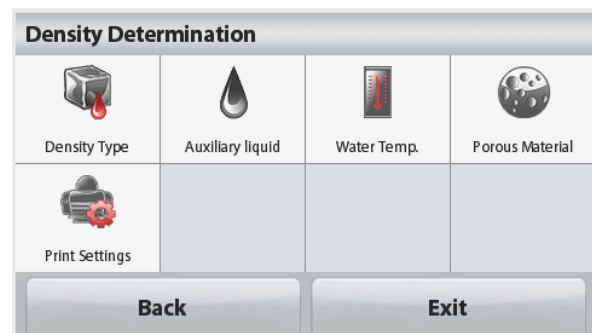 Density Determination
Density Type
Auxiliary liquid
Water Temp.
Porous Material
Print Settings
Back
Exit